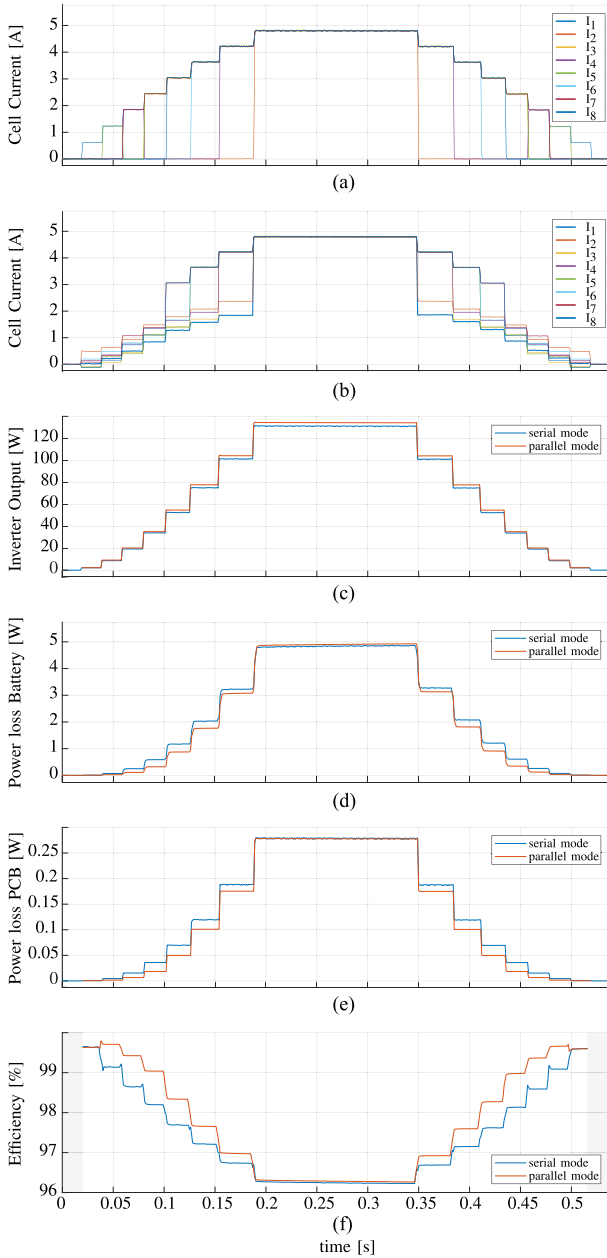 Cell Current [A]
5
4
3
2
1
0
I1
I2
I3
I4
I5
I6
I7
I8
(a)
Cell Current [A]
5
4
3
2
1
0
I1
I2
I3
I4
I5
I6
I7
I8
(b)
Inverter Output [W]
120
100
80
60
40
20
0
serial mode
parallel mode
(c)
Power loss Battery [W]
5
4
3
2
1
0
serial mode
parallel mode
(d)
Power loss PCB [W]
0.25
0.2
0.15
0.1
0.05
0
serial mode
parallel mode
(e)
Efficiency [%]
99
98
97
96
serial mode
parallel mode
0 0.05 0.1 0.15 0.2 0.25 0.3 0.35 0.4 0.45 0.5
(f)
time [s]